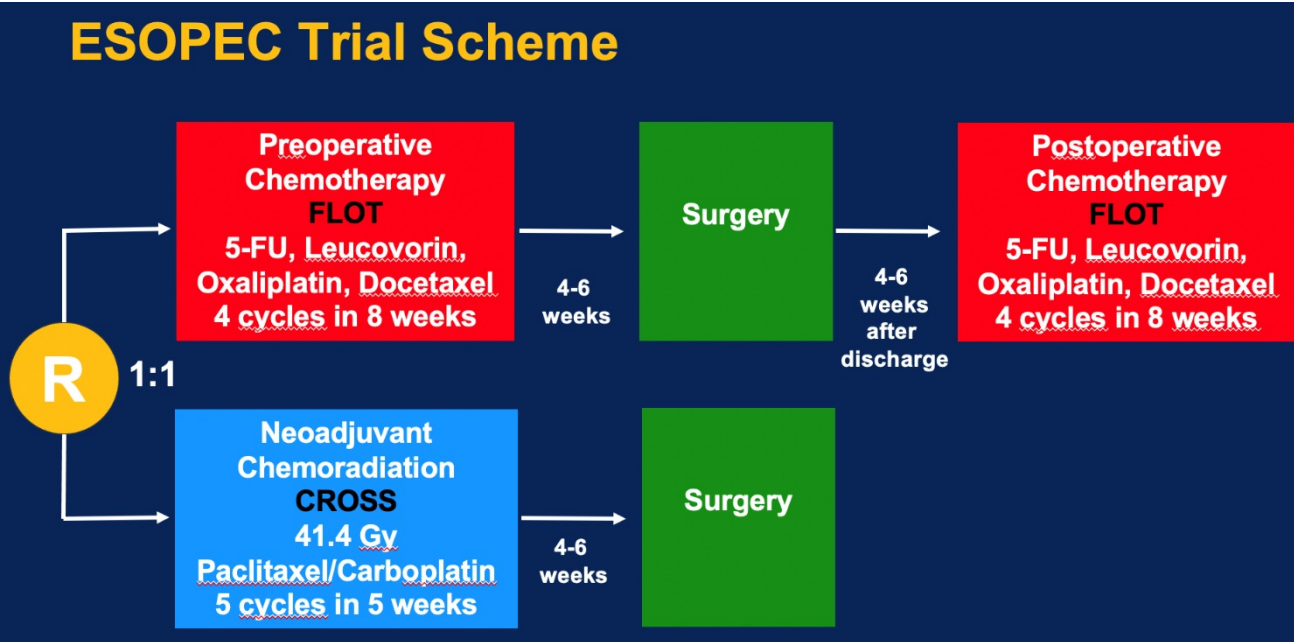 ESOPEC Trial Scheme
Preoperative
Chemotherapy
FLOT
5-FU, Leucovorin,
Oxaliplatin, Docetaxel
4 cycles in 8 weeks
4-6
weeks
Surgery
4-6
weeks
after
discharge
Postoperative
Chemotherapy
FLOT
5-FU, Leucovorin,
Oxaliplatin, Docetaxel
4 cycles in 8 weeks
R
1:1
Neoadjuvant
Chemoradiation
CROSS
41.4 Gy
Paclitaxel/Carboplatin
5 cycles in 5 weeks
4-6
weeks
Surgery